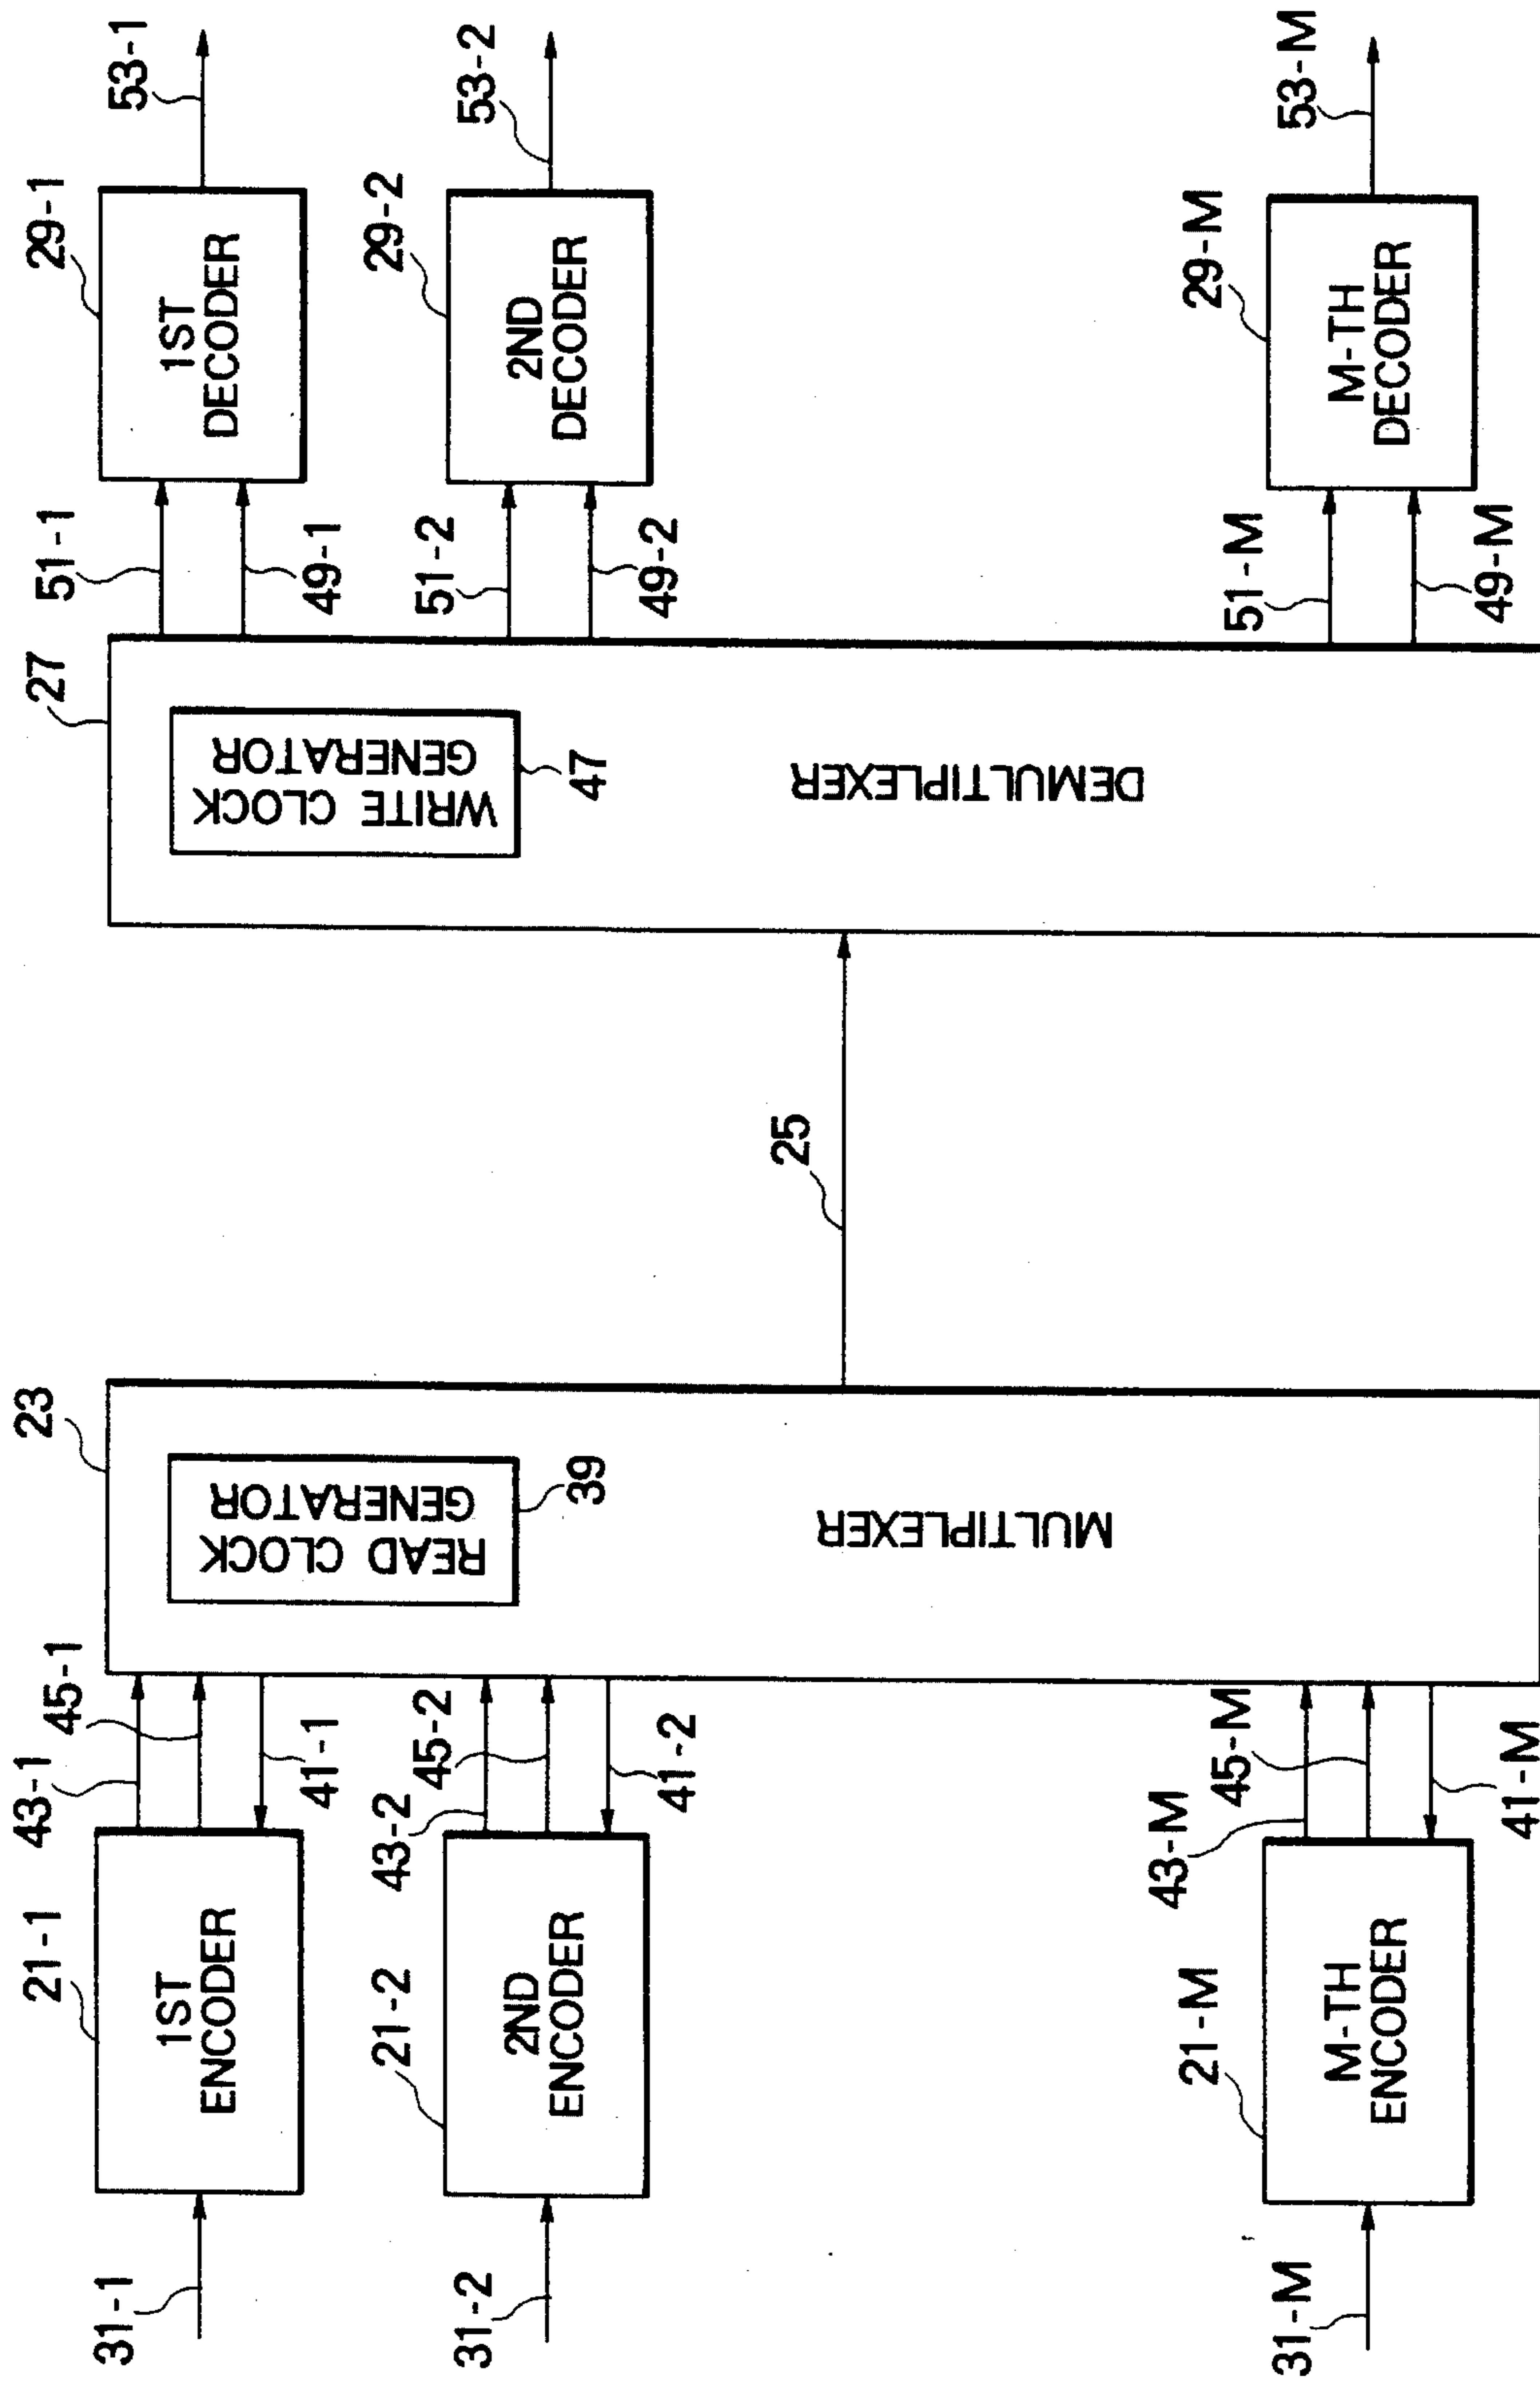 31-1
21-1
1ST
ENCODER
43-1
45-1
41-1
31-2
21-2
2ND
ENCODER
43-2
45-2
41-2
31-M
21-M
M-TH
ENCODER
43-M
45-M
41-M
23
READ CLOCK
GENERATOR
39
MULTIPLEXER
25
27
WRITE CLOCK
GENERATOR
47
DEMULTIPLEXER
51-1
49-1
29-1
1ST
DECODER
53-1
51-2
49-2
29-2
2ND
DECODER
53-2
51-M
49-M
29-M
M-TH
DECODER
53-M